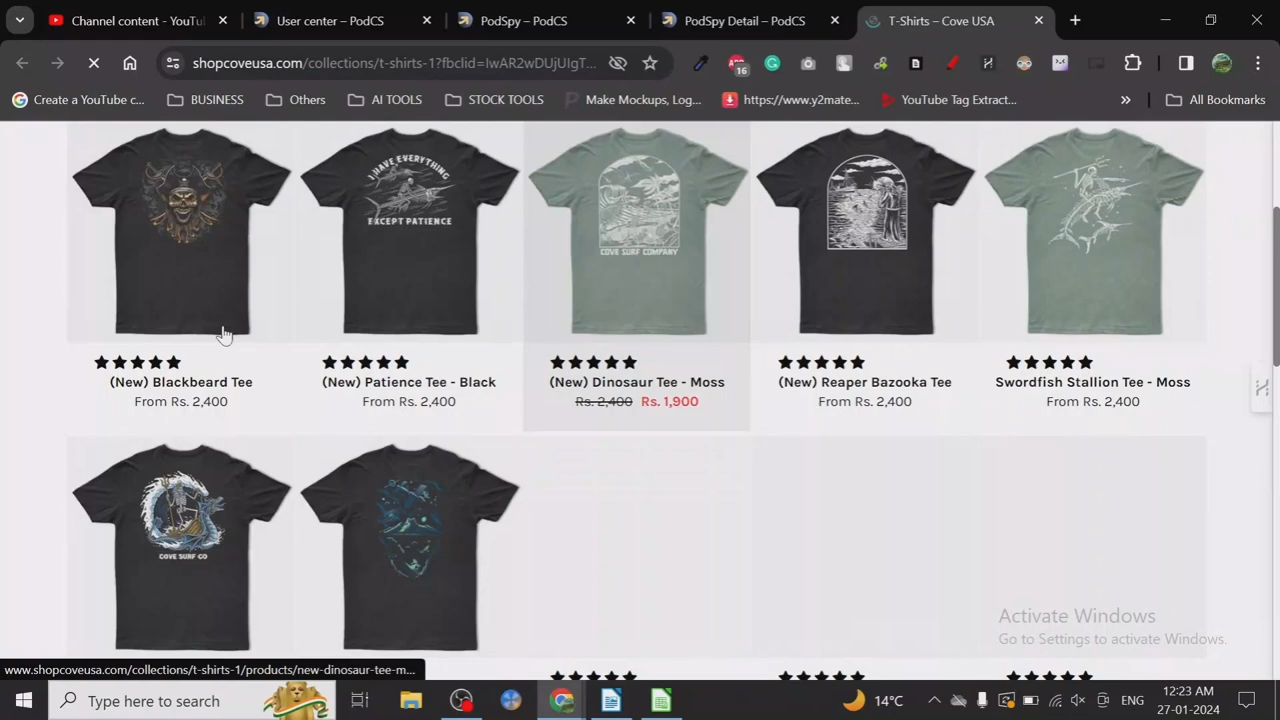 Channel content - YouTu
User center – PodCS
PodSpy – PodCS
PodSpy Detail – PodCS
T-Shirts – Cove USA
shopcoveusa.com/collections/t-shirts-1?fbclid=IwAR2wDUjUIgT...
16
Create a YouTube c...
BUSINESS
Others
AI TOOLS
STOCK TOOLS
Make Mockups, Log...
https://www.y2mate...
YouTube Tag Extract...
»
All Bookmarks
I HAVE EVERYTHING
EXCEPT PATIENCE
COVE SURF COMPANY
(New) Blackbeard Tee
From Rs. 2,400
(New) Patience Tee - Black
From Rs. 2,400
(New) Dinosaur Tee - Moss
Rs. 2,400 Rs. 1,900
(New) Reaper Bazooka Tee
From Rs. 2,400
Swordfish Stallion Tee - Moss
From Rs. 2,400
COVE SURF CO
Activate Windows
Go to Settings to activate Windows.
www.shopcoveusa.com/collections/t-shirts-1/products/new-dinosaur-tee-m...
Type here to search
14°C
ENG
12:23 AM
27-01-2024